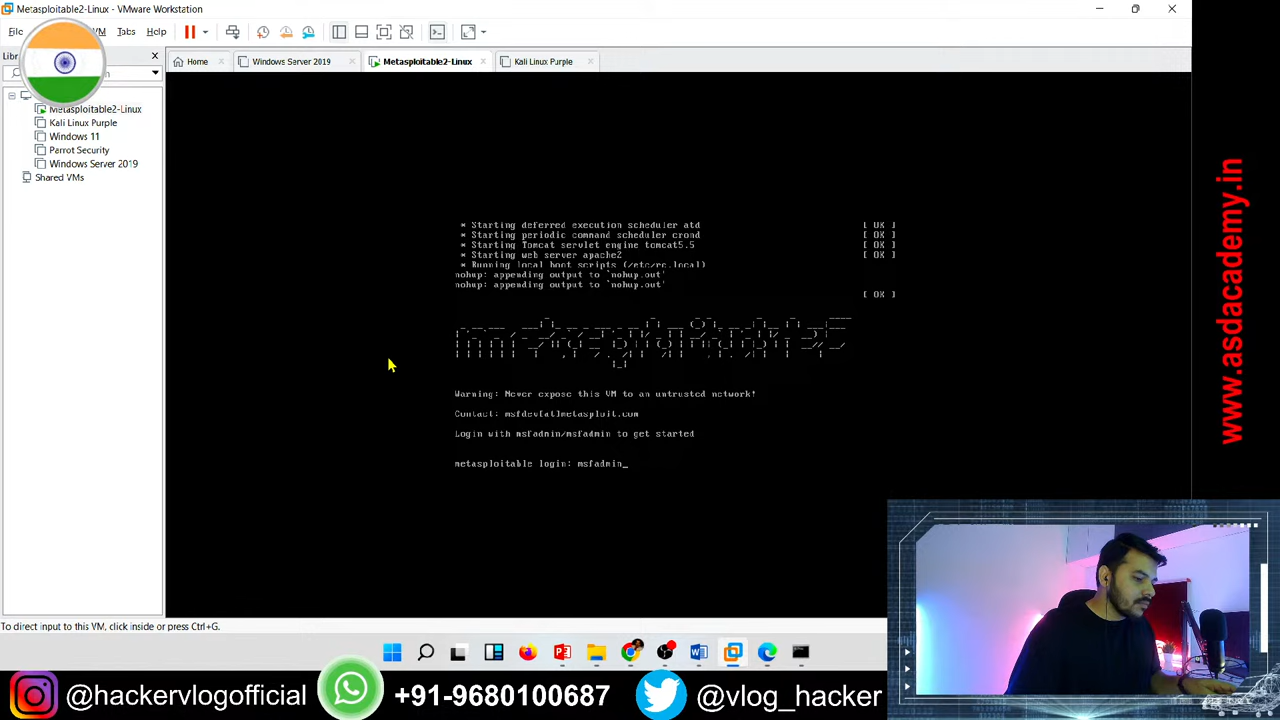 Metasploitable2-Linux - VMware Workstation
VM Tabs Help
Home
Windows Server 2019
Metasploitable2-Linux
Kali Linux Purple
Metasploitable2-Linux
Kali Linux Purple
Windows 11
Parrot Security
Windows Server 2019
Shared VMs
* Starting deferred execution scheduler atd [ OK ]
* Starting periodic command scheduler crond [ OK ]
* Starting Tomcat servlet engine tomcat5.5 [ OK ]
* Starting web server apache2 [ OK ]
* Running local boot scripts (/etc/rc.local)
nohup: appending output to `nohup.out'
nohup: appending output to `nohup.out'
[ OK ]
metasploitable2
Warning: Never expose this VM to an untrusted network!
Contact: msfdev[at]metasploit.com
Login with msfadmin/msfadmin to get started
metasploitable login: msfadmin_
To direct input to this VM, click inside or press Ctrl+G.
www.asdacademy.in
@hackervlogofficial
+91-9680100687
@vlog_hacker